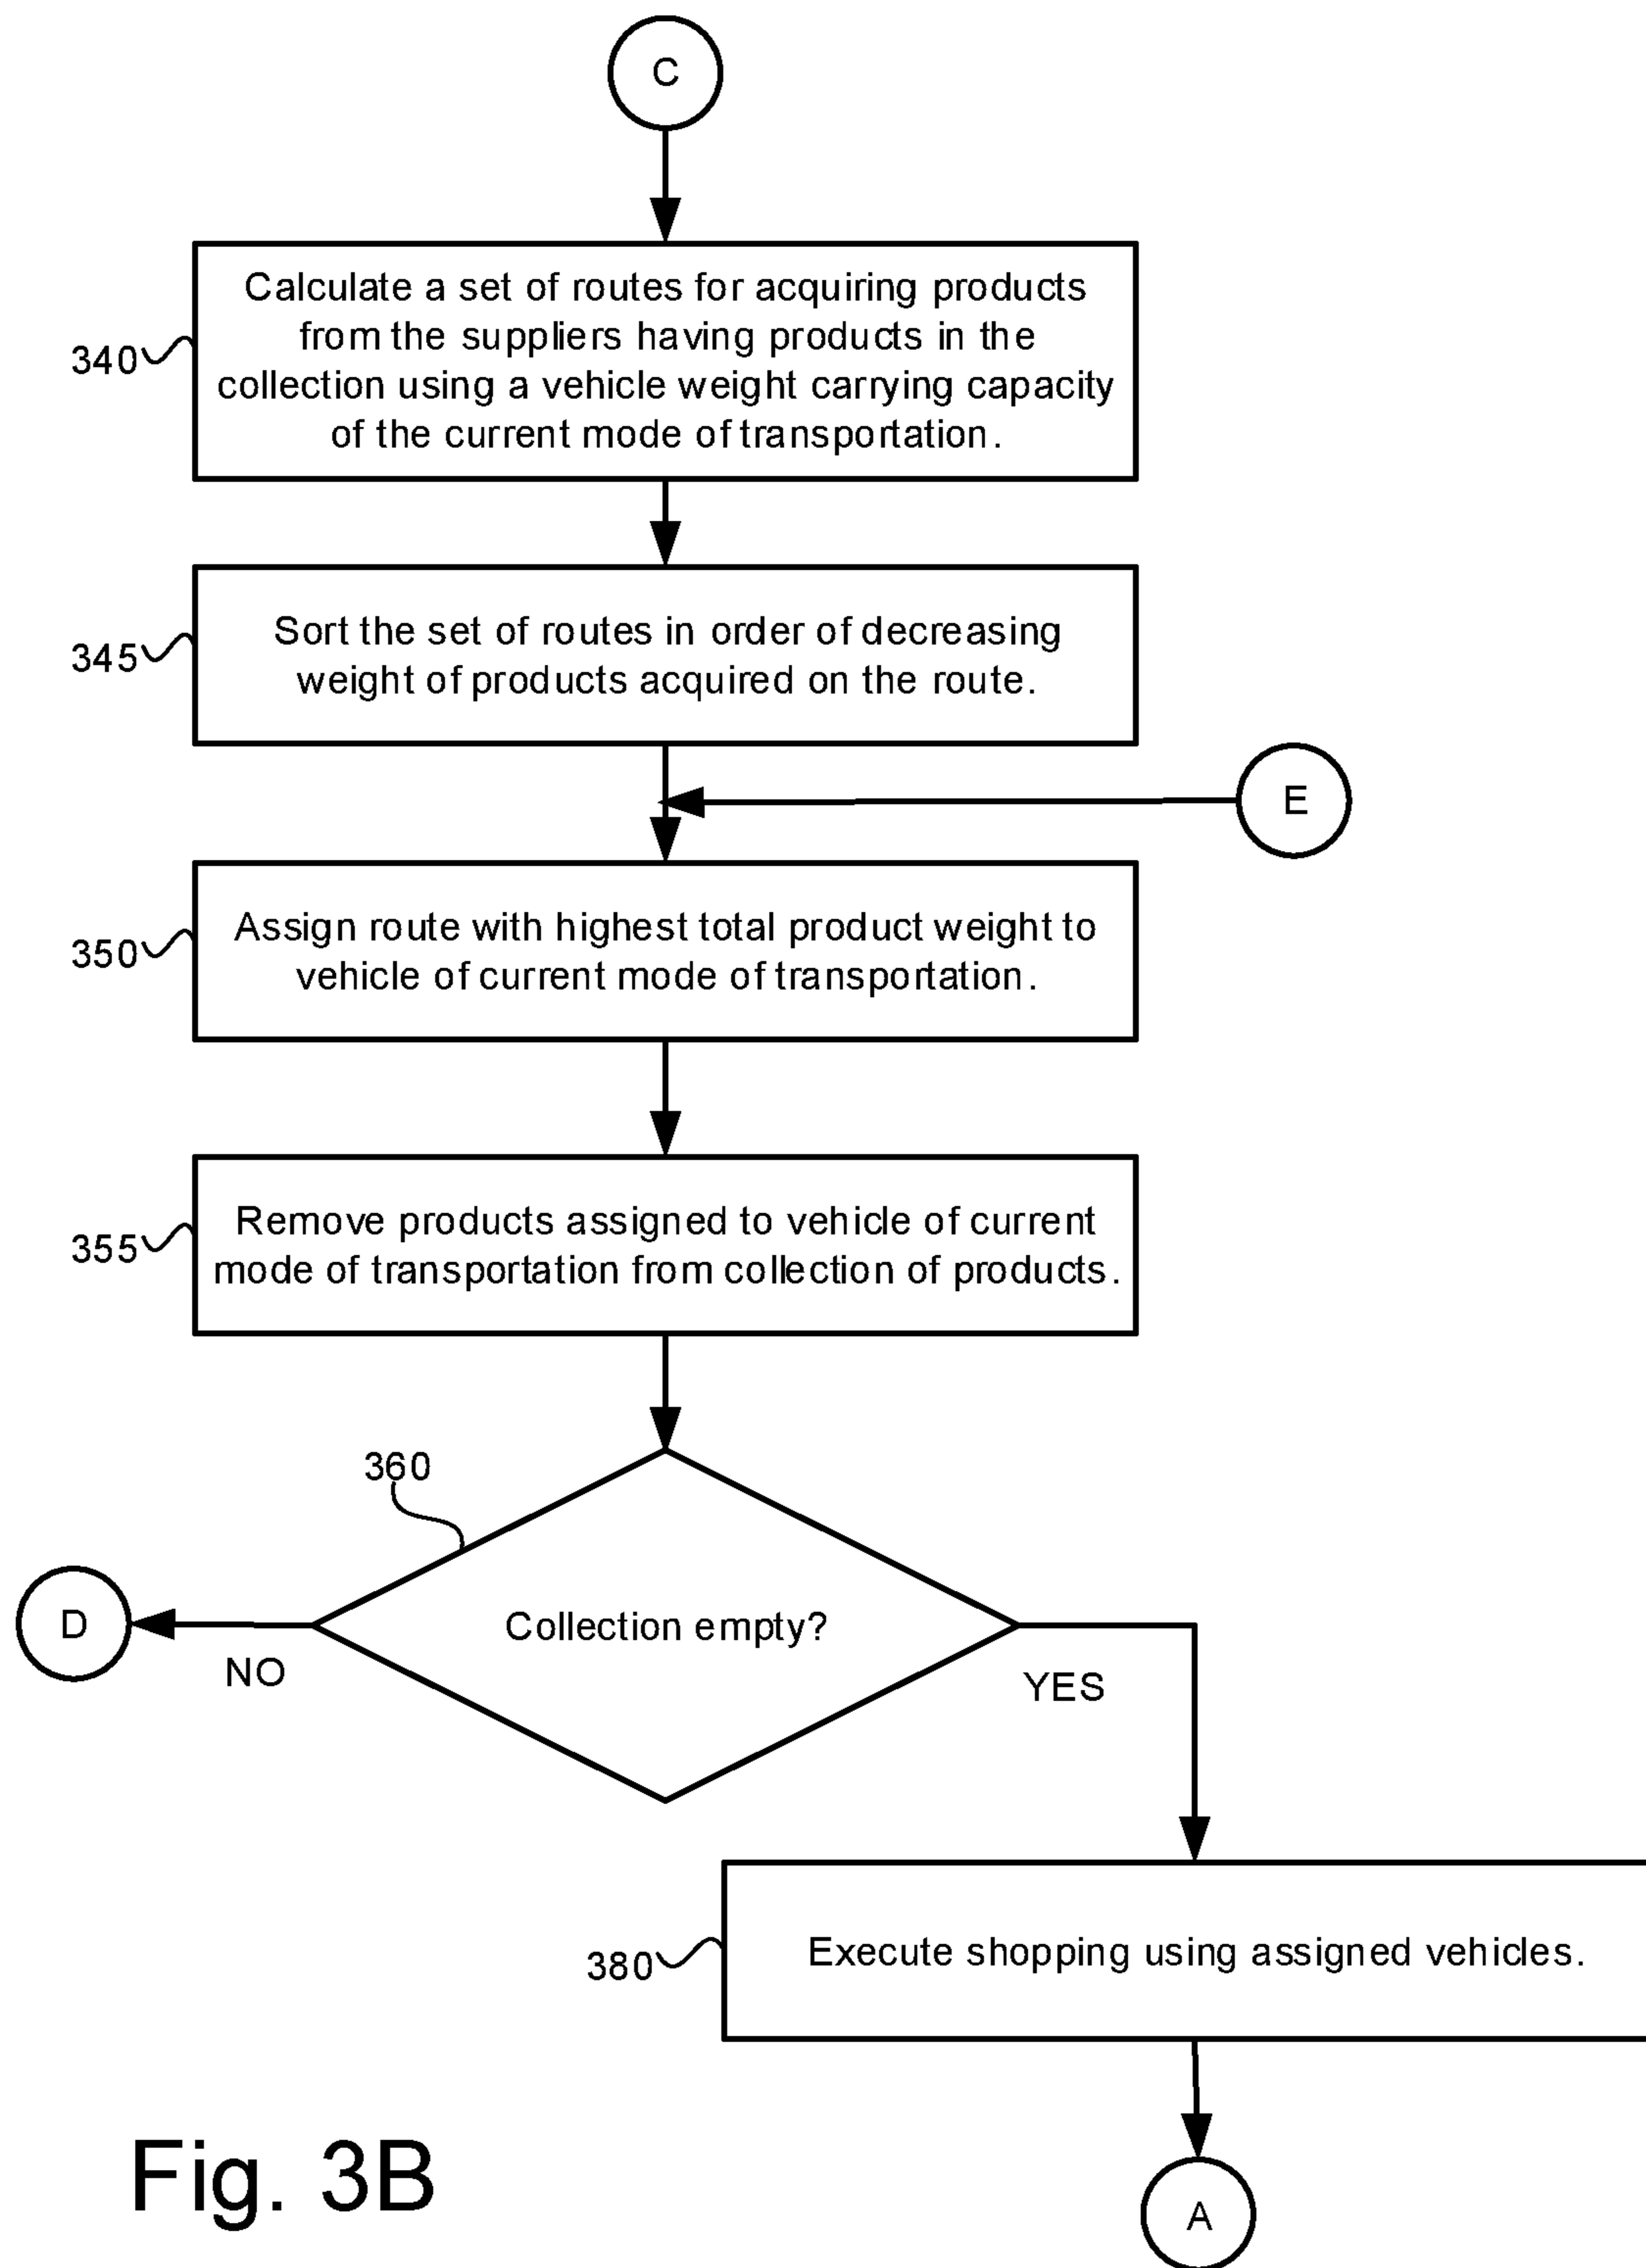 C
Calculate a set of routes for acquiring products
from the suppliers having products in the
collection using a vehicle weight carrying capacity
of the current mode of transportation.
340
Sort the set of routes in order of decreasing
weight of products acquired on the route.
345
E
Assign route with highest total product weight to
vehicle of current mode of transportation.
350
Remove products assigned to vehicle of current
mode of transportation from collection of products.
355
360
Collection empty?
D
NO
YES
Execute shopping using assigned vehicles.
380
A
Fig. 3B